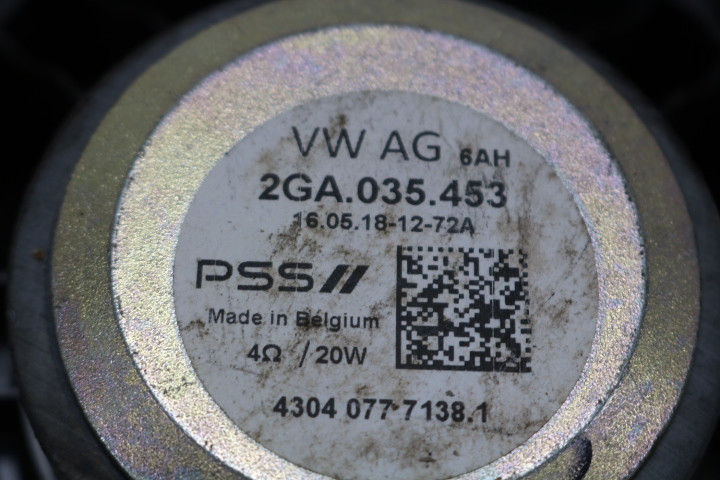 VW AG 6AH
2GA.035.453
16.05.18-12-72A
PSS//
Made in Belgium
4Ω / 20W
4304 077 7138.1